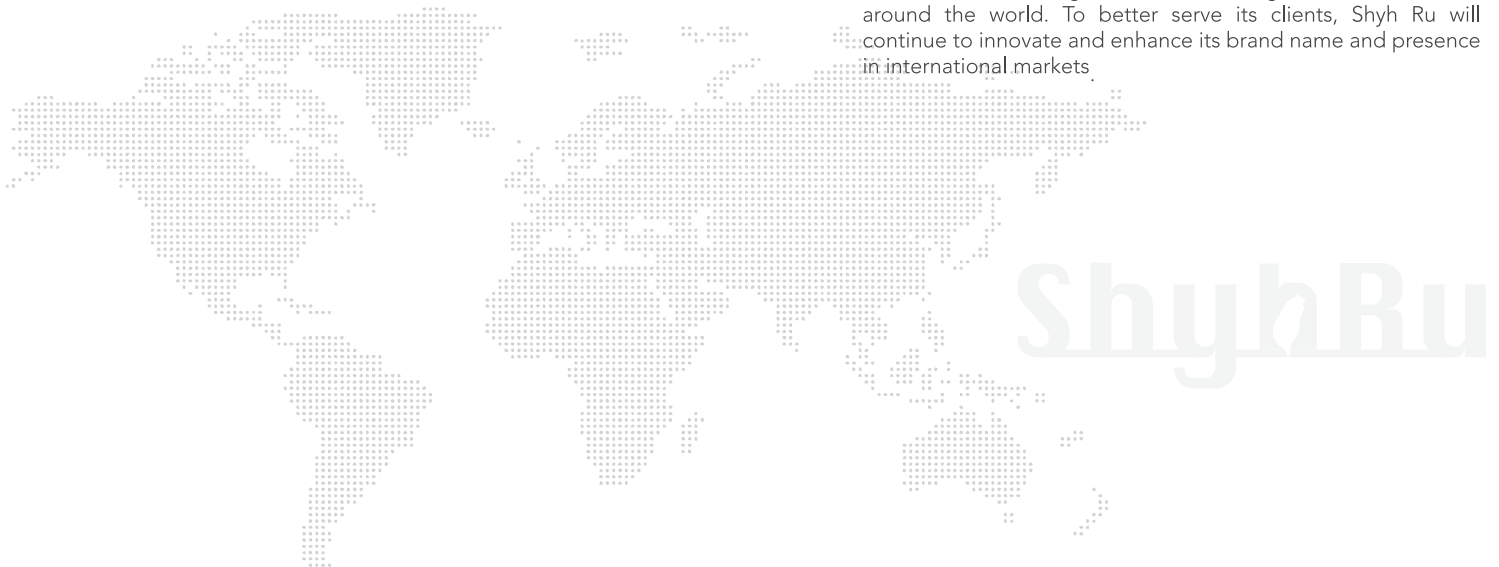 around the world. To better serve its clients, Shyh Ru will
continue to innovate and enhance its brand name and presence
in international markets.
ShyhRu